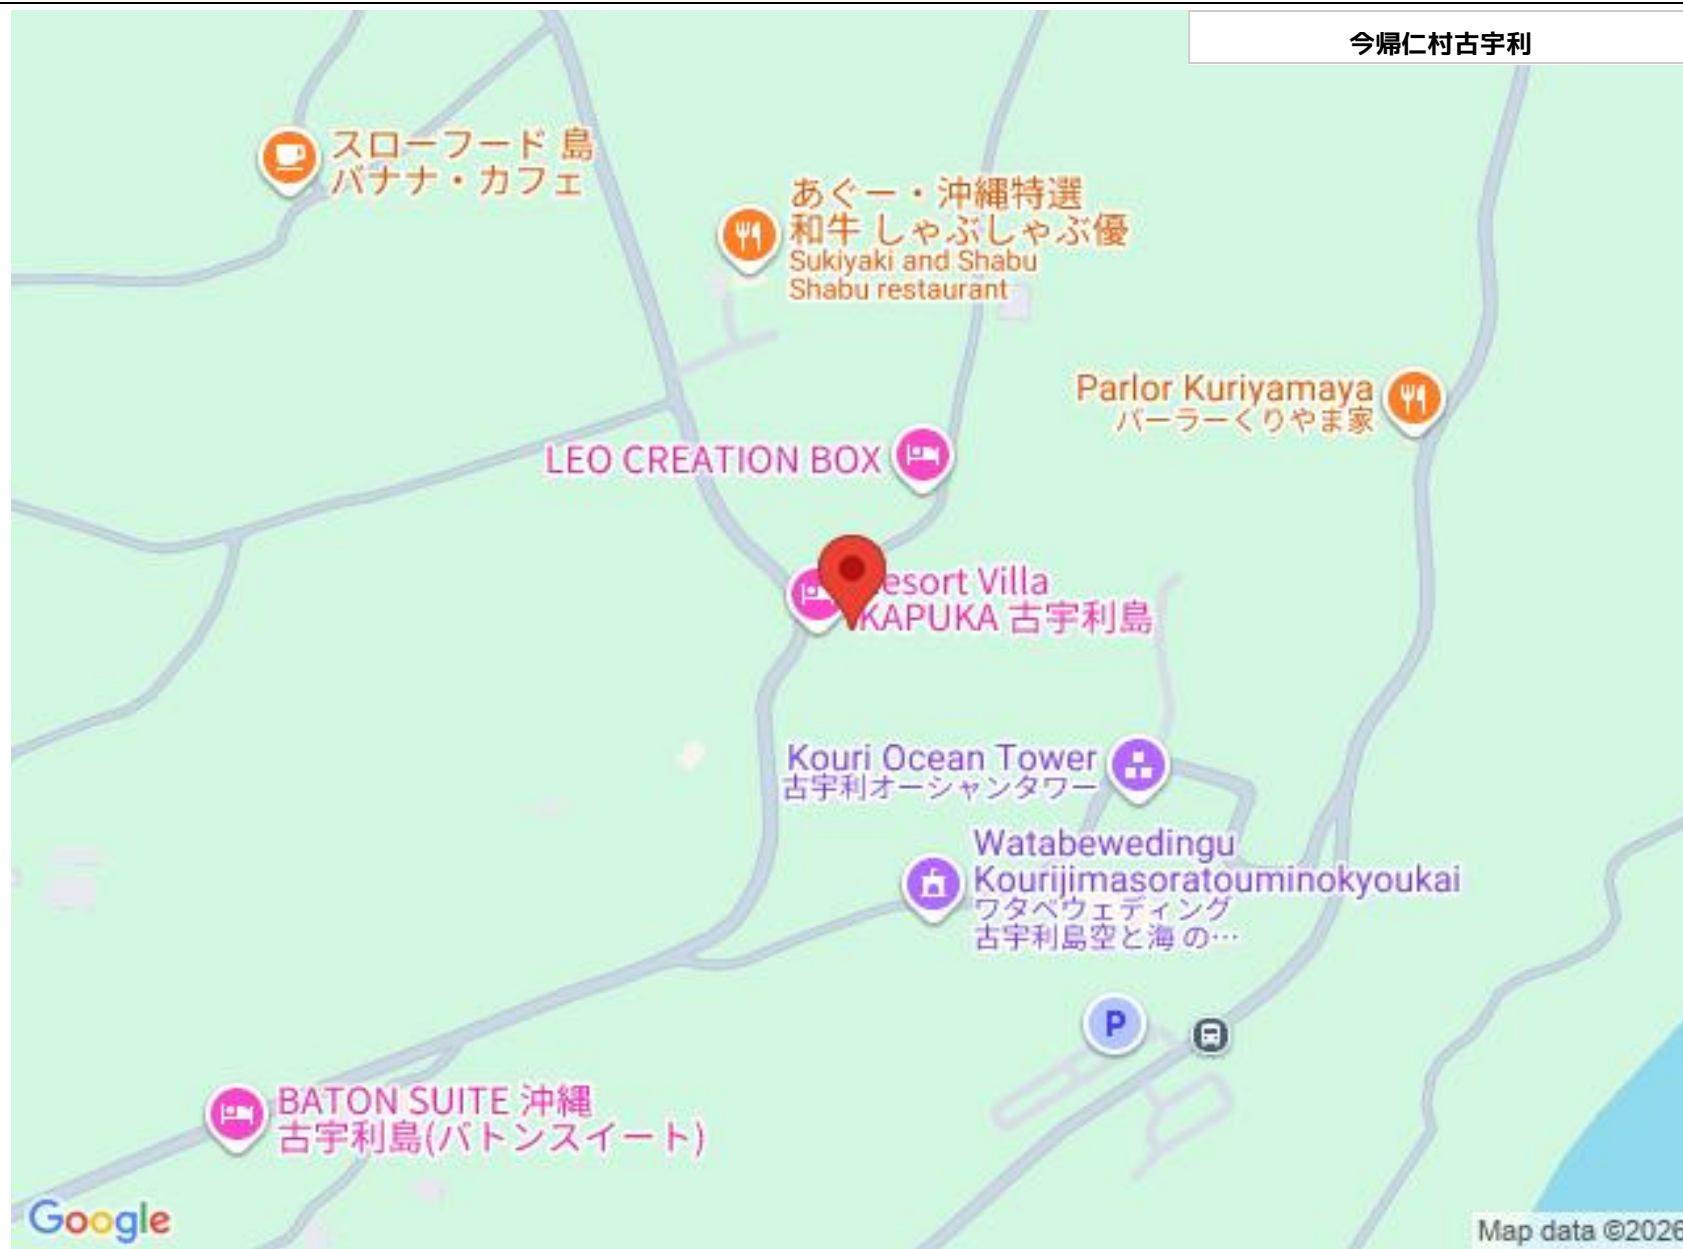 今帰仁村古宇利
スローフード 島
バナナ・カフェ
あぐー・沖縄特選
和牛 しゃぶしゃぶ優
Sukiyaki and Shabu
Shabu restaurant
Parlor Kuriyamaya
パーラーくりやま家
LEO CREATION BOX
esort Villa
KAPUKA 古宇利島
Kouri Ocean Tower
古宇利オーシャンタワー
Watabewedingu
Kourijimasoratouminokyoukai
ワタベウェディング
古宇利島空と海 の…
P
BATON SUITE 沖縄
古宇利島(バトンスイート)
Google
Map data ©2026